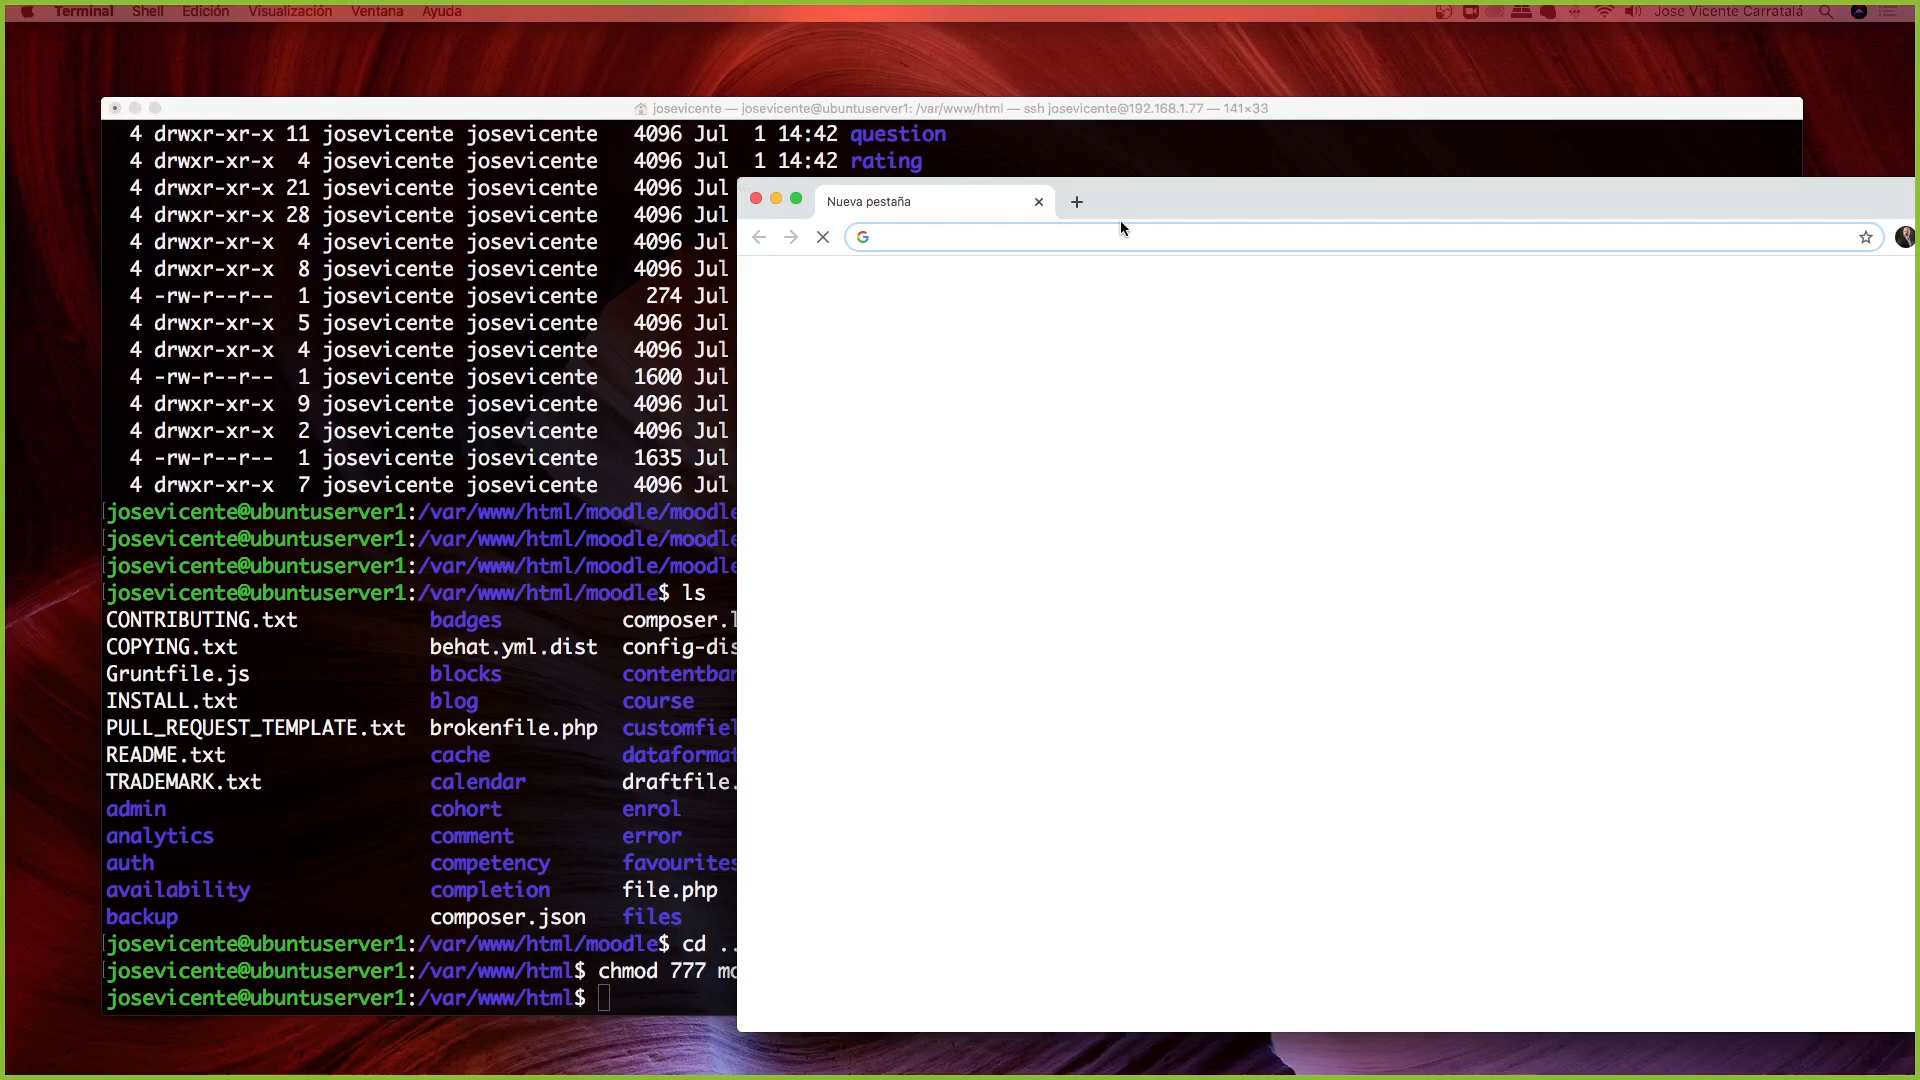 Terminal Shell Edición Visualización Ventana Ayuda Jose Vicente Carratalá
josevicente — josevicente@ubuntuserver1: /var/www/html — ssh josevicente@192.168.1.77 — 141×33
4 drwxr-xr-x 11 josevicente josevicente 4096 Jul 1 14:42 question
4 drwxr-xr-x 4 josevicente josevicente 4096 Jul 1 14:42 rating
4 drwxr-xr-x 21 josevicente josevicente 4096 Jul
4 drwxr-xr-x 28 josevicente josevicente 4096 Jul
4 drwxr-xr-x 4 josevicente josevicente 4096 Jul
4 drwxr-xr-x 8 josevicente josevicente 4096 Jul
4 -rw-r--r-- 1 josevicente josevicente 274 Jul
4 drwxr-xr-x 5 josevicente josevicente 4096 Jul
4 drwxr-xr-x 4 josevicente josevicente 4096 Jul
4 -rw-r--r-- 1 josevicente josevicente 1600 Jul
4 drwxr-xr-x 9 josevicente josevicente 4096 Jul
4 drwxr-xr-x 2 josevicente josevicente 4096 Jul
4 -rw-r--r-- 1 josevicente josevicente 1635 Jul
4 drwxr-xr-x 7 josevicente josevicente 4096 Jul
josevicente@ubuntuserver1:/var/www/html/moodle/moodle
josevicente@ubuntuserver1:/var/www/html/moodle/moodle
josevicente@ubuntuserver1:/var/www/html/moodle/moodle
josevicente@ubuntuserver1:/var/www/html/moodle$ ls
CONTRIBUTING.txt badges composer.l
COPYING.txt behat.yml.dist config-dis
Gruntfile.js blocks contentban
INSTALL.txt blog course
PULL_REQUEST_TEMPLATE.txt brokenfile.php customfiel
README.txt cache dataformat
TRADEMARK.txt calendar draftfile.
admin cohort enrol
analytics comment error
auth competency favourites
availability completion file.php
backup composer.json files
josevicente@ubuntuserver1:/var/www/html/moodle$ cd ..
josevicente@ubuntuserver1:/var/www/html$ chmod 777 mo
josevicente@ubuntuserver1:/var/www/html$
Nueva pestaña